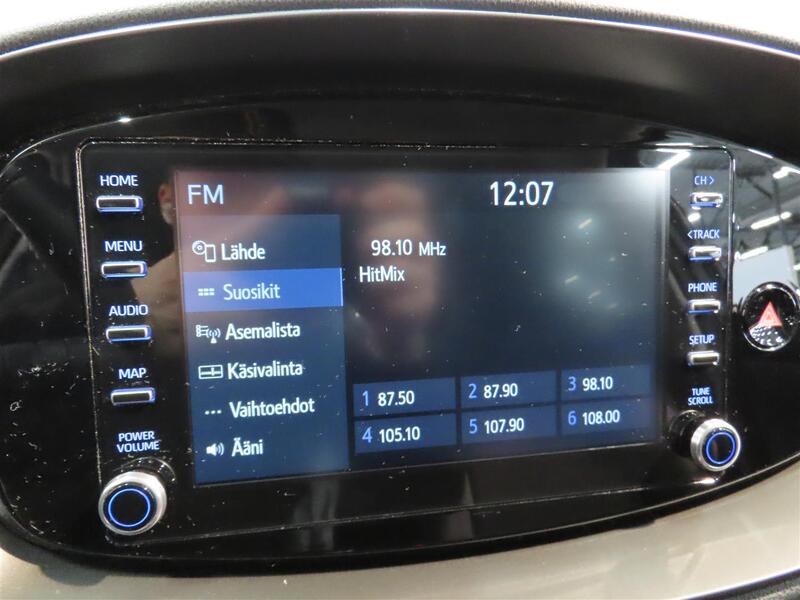 HOME
MENU
AUDIO
MAP
POWER
VOLUME
FM 12:07
Lähde
Suosikit
Asemalista
Käsivalinta
Vaihtoehdot
Ääni
98.10 MHz
HitMix
1 87.50 2 87.90 3 98.10
4 105.10 5 107.90 6 108.00
CH >
< TRACK
PHONE
SETUP
TUNE
SCROLL